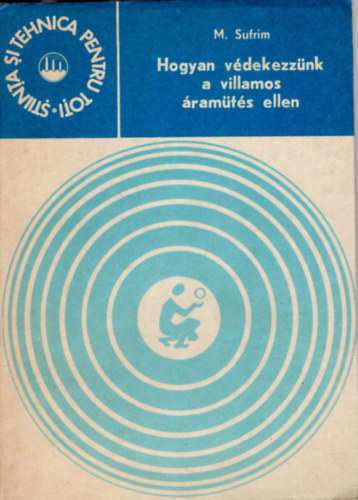 ŞTIINŢA ŞI TEHNICA PENTRU TOŢI
M. Sufrim
Hogyan védekezzünk
a villamos
áramütés ellen